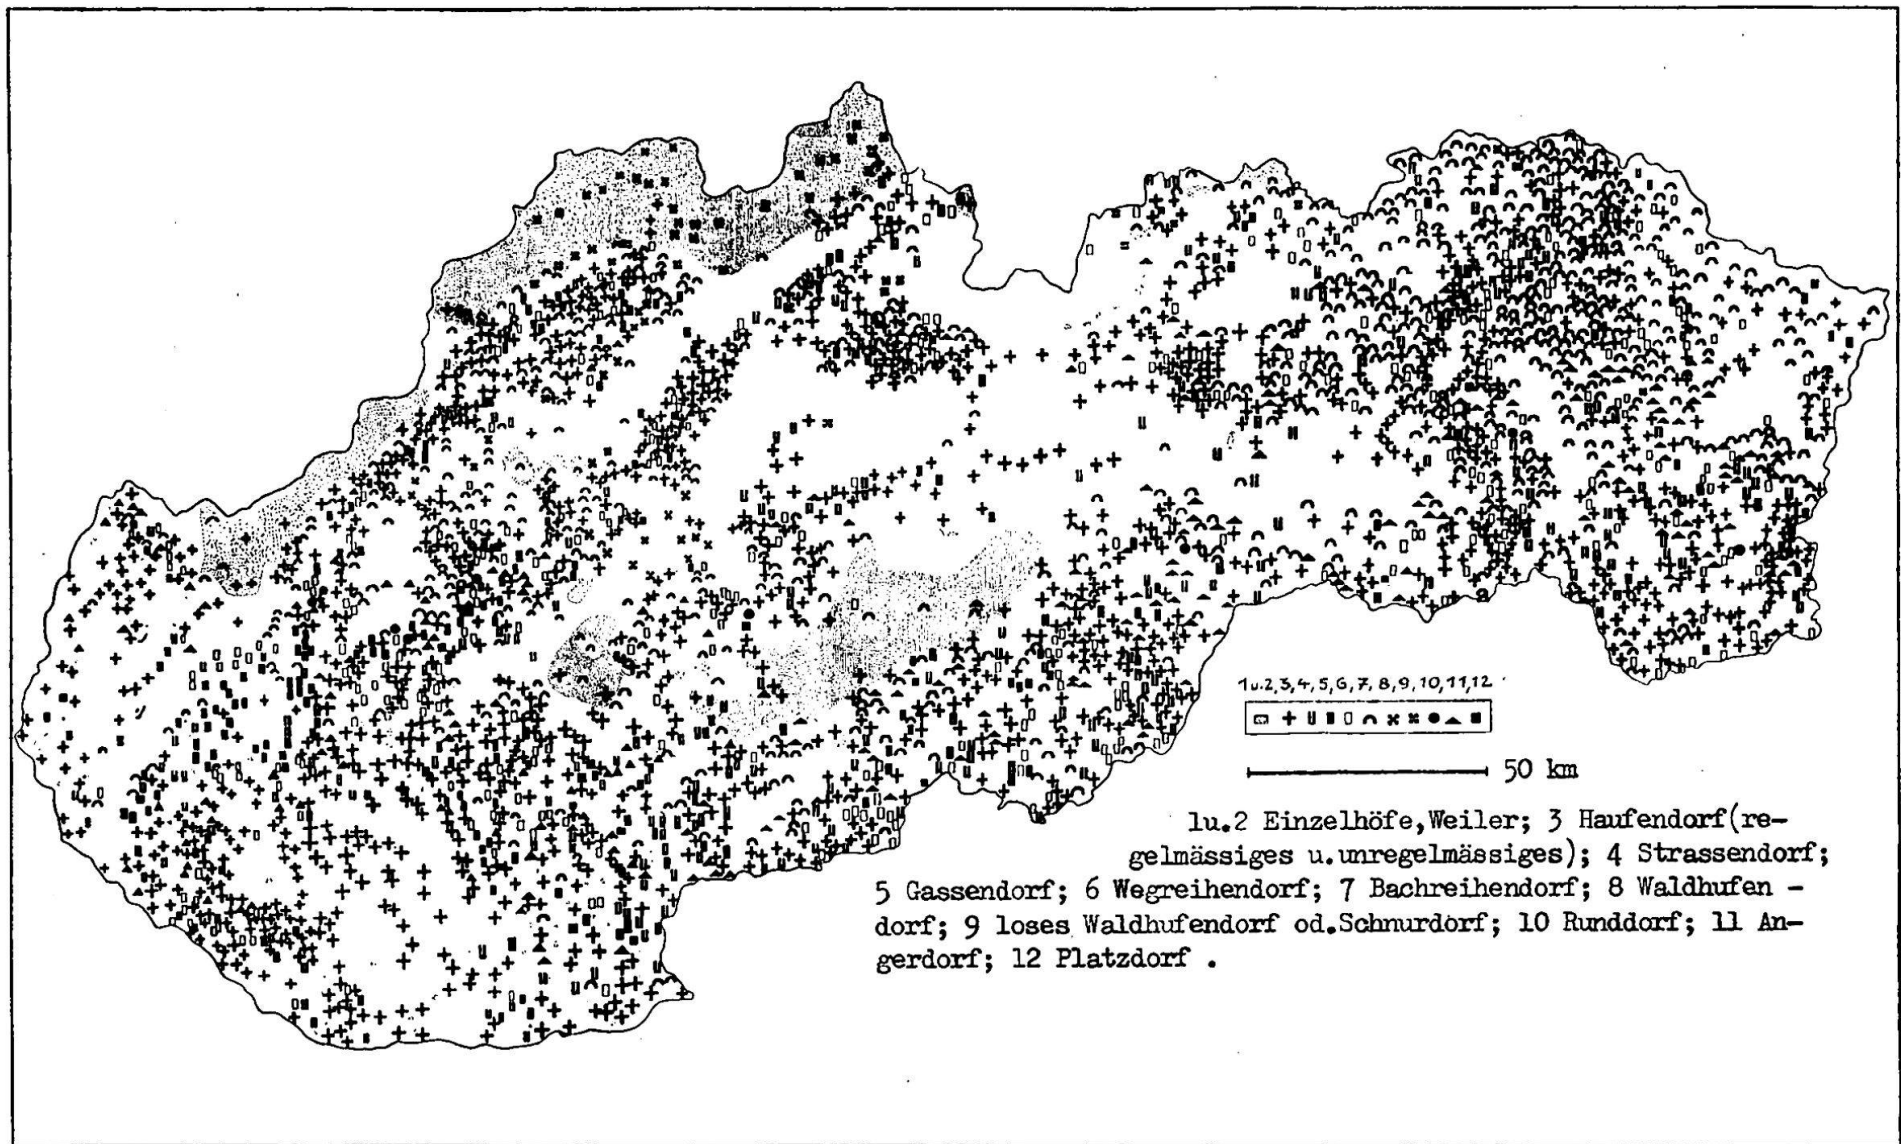 1u.2,3,4,5,6,7,8,9,10,11,12
50 km
1u.2 Einzelhöfe,Weiler; 3 Haufendorf(re-
gelmässiges u.unregelmässiges); 4 Strassendorf;
5 Gassendorf; 6 Wegreihendorf; 7 Bachreihendorf; 8 Waldhufen -
dorf; 9 loses Waldhufendorf od.Schnurdorf; 10 Runddorf; 11 An-
gerdorf; 12 Platzdorf .